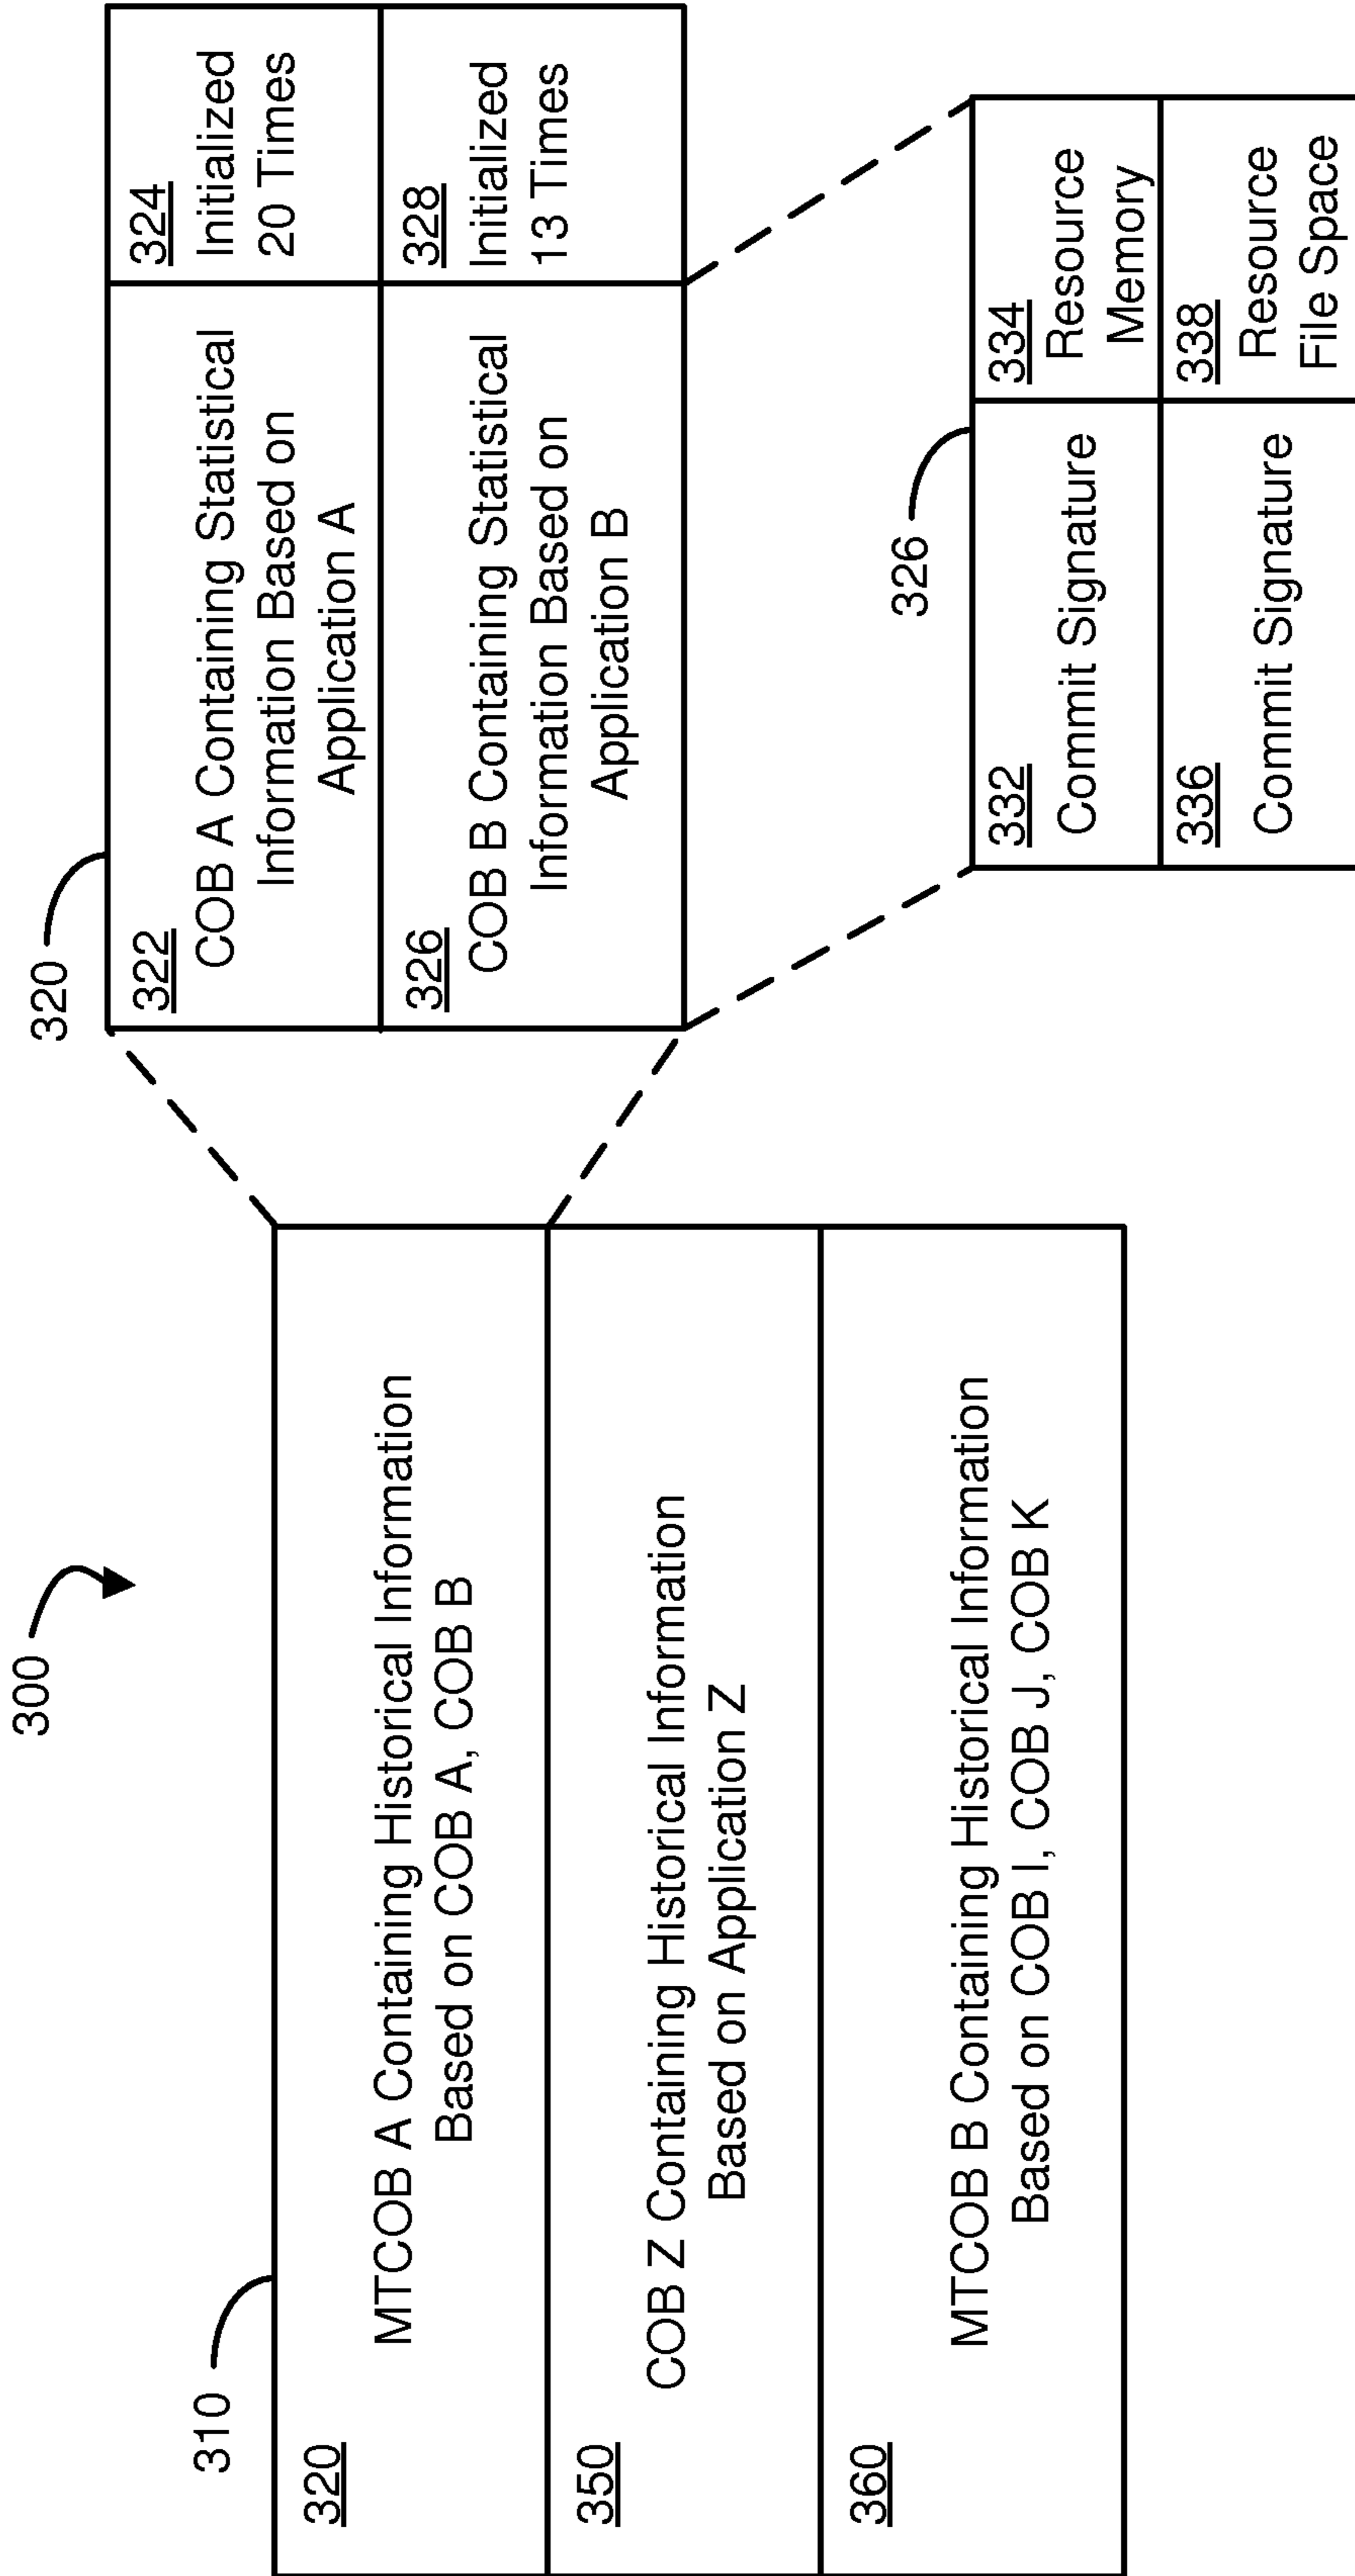 300
310
320
MTCOB A Containing Historical Information
Based on COB A, COB B
350
COB Z Containing Historical Information
Based on Application Z
360
MTCOB B Containing Historical Information
Based on COB I, COB J, COB K
320
322
COB A Containing Statistical
Information Based on
Application A
324
Initialized
20 Times
326
COB B Containing Statistical
Information Based on
Application B
328
Initialized
13 Times
326
332
Commit Signature
334
Resource
Memory
336
Commit Signature
338
Resource
File Space